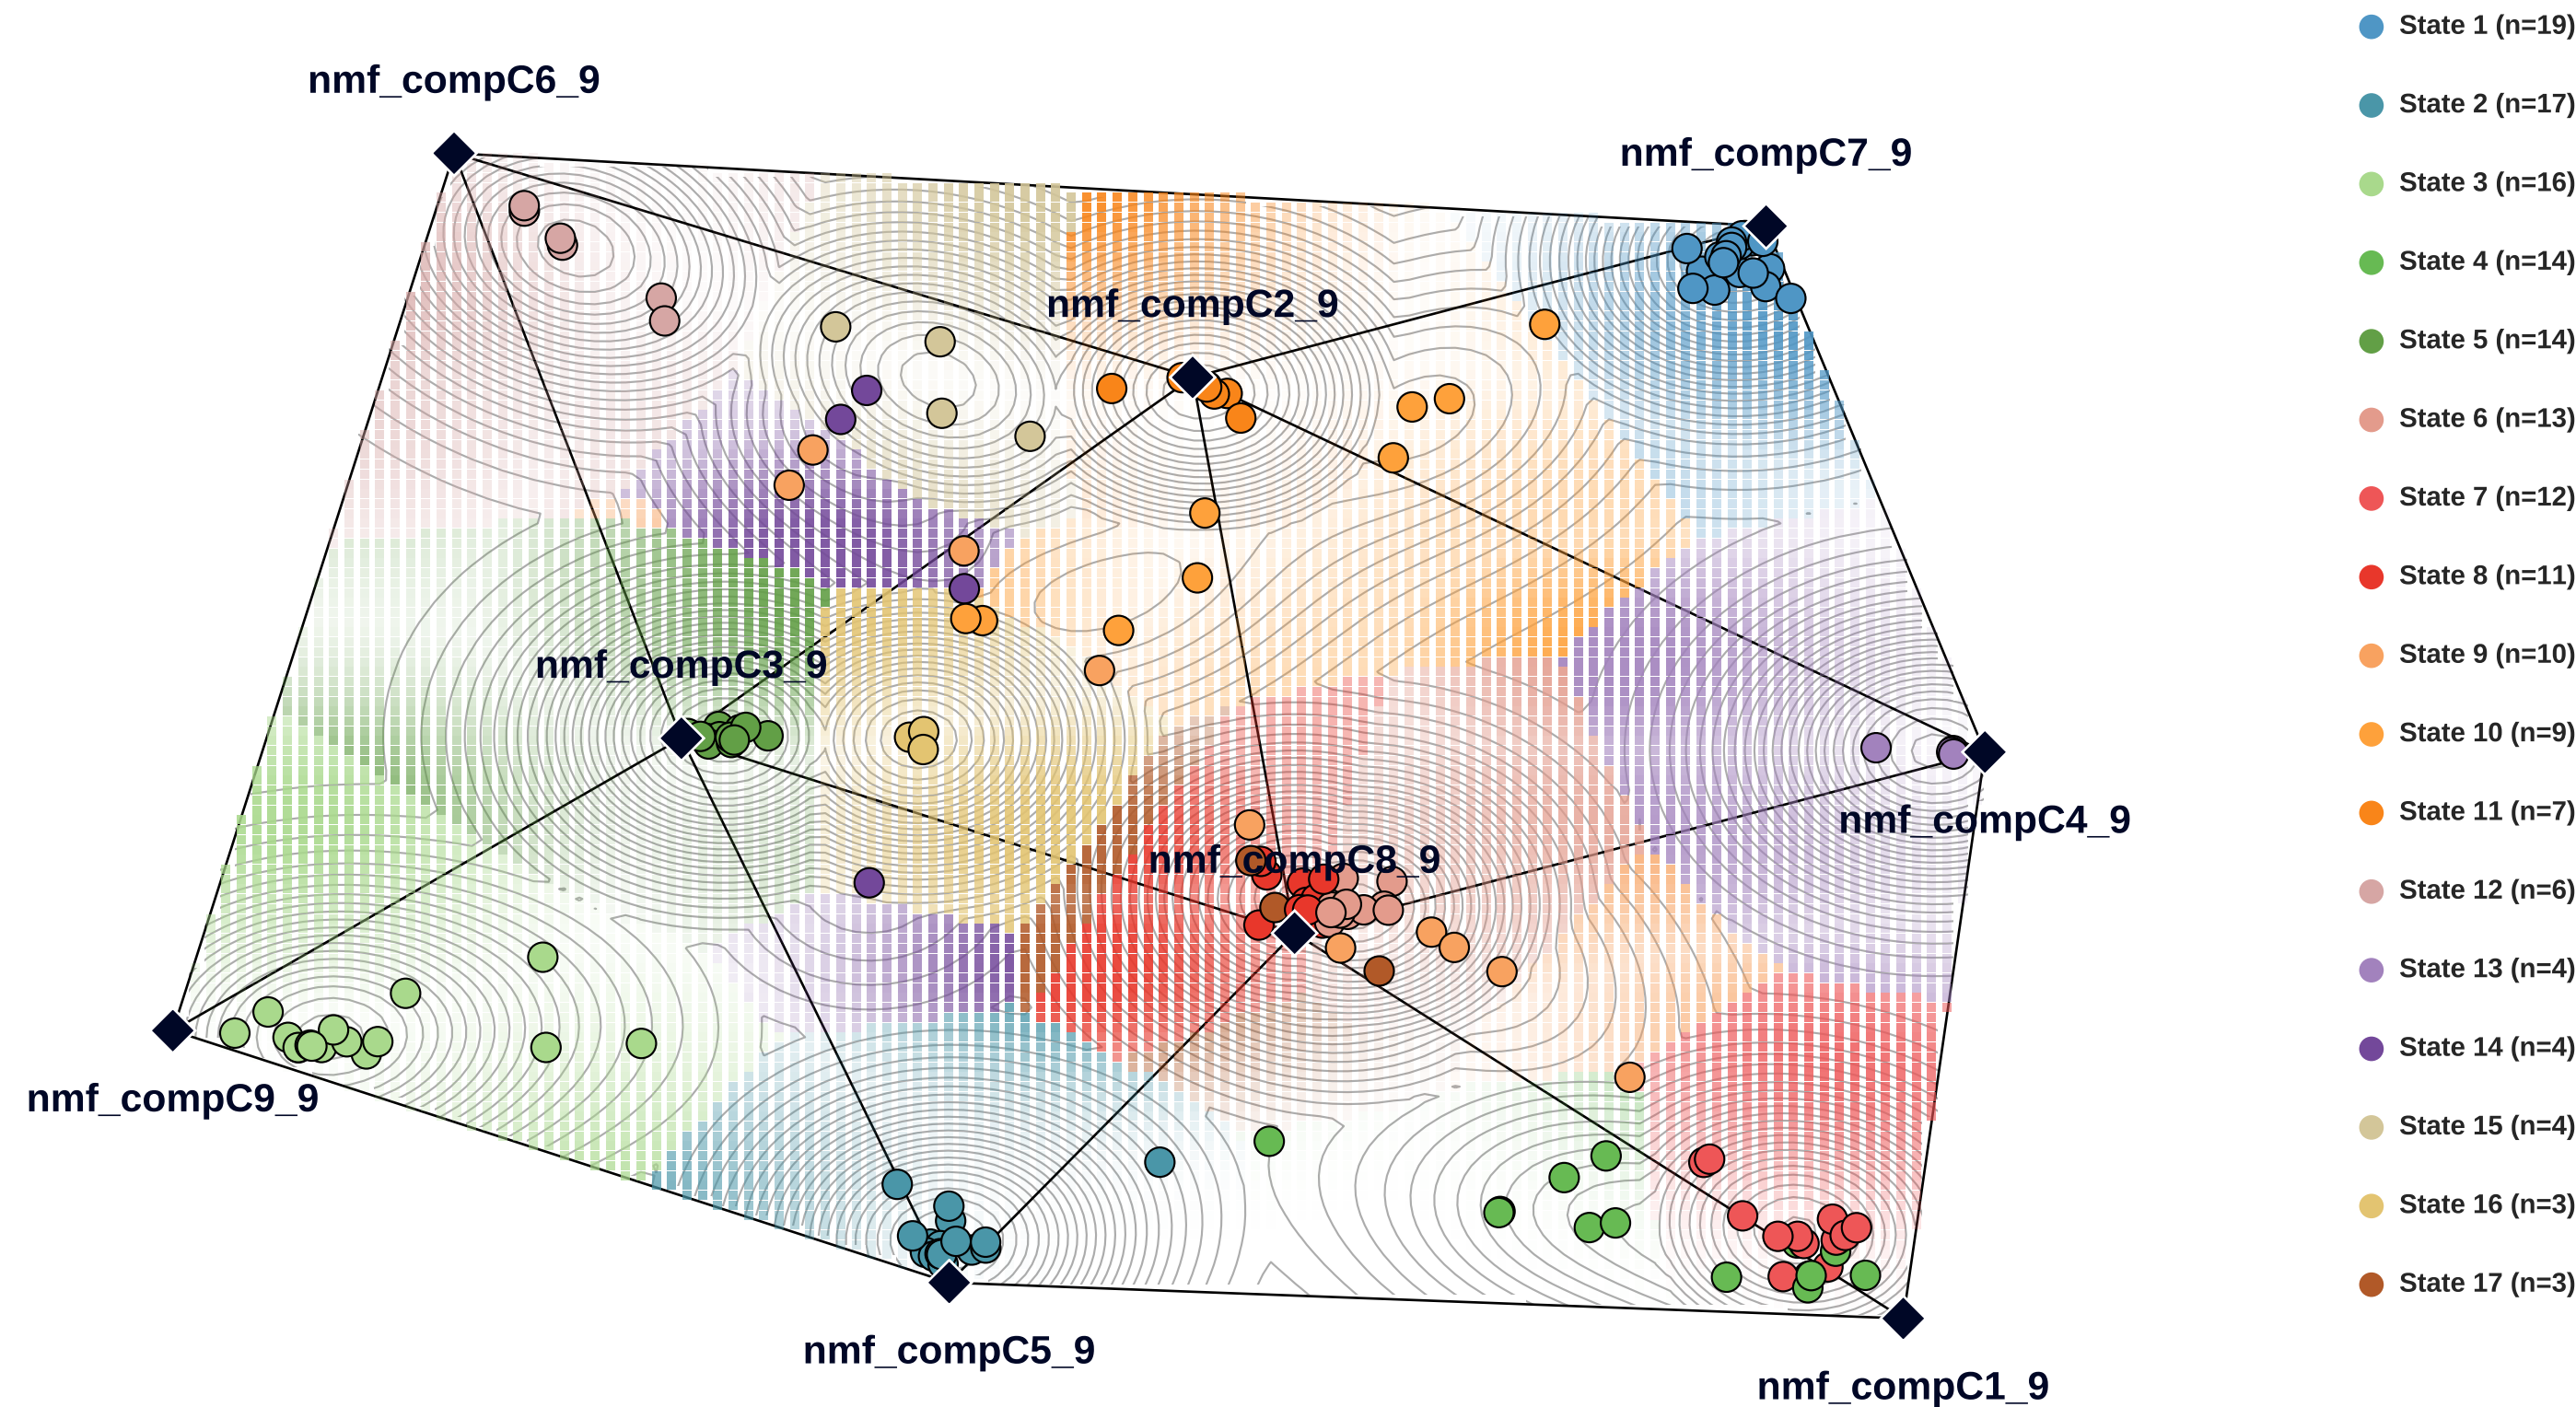 nmf_compC6_9
nmf_compC7_9
nmf_compC2_9
nmf_compC3_9
nmf_compC4_9
nmf_compC8_9
nmf_compC9_9
nmf_compC5_9
nmf_compC1_9
State 1 (n=19)
State 2 (n=17)
State 3 (n=16)
State 4 (n=14)
State 5 (n=14)
State 6 (n=13)
State 7 (n=12)
State 8 (n=11)
State 9 (n=10)
State 10 (n=9)
State 11 (n=7)
State 12 (n=6)
State 13 (n=4)
State 14 (n=4)
State 15 (n=4)
State 16 (n=3)
State 17 (n=3)